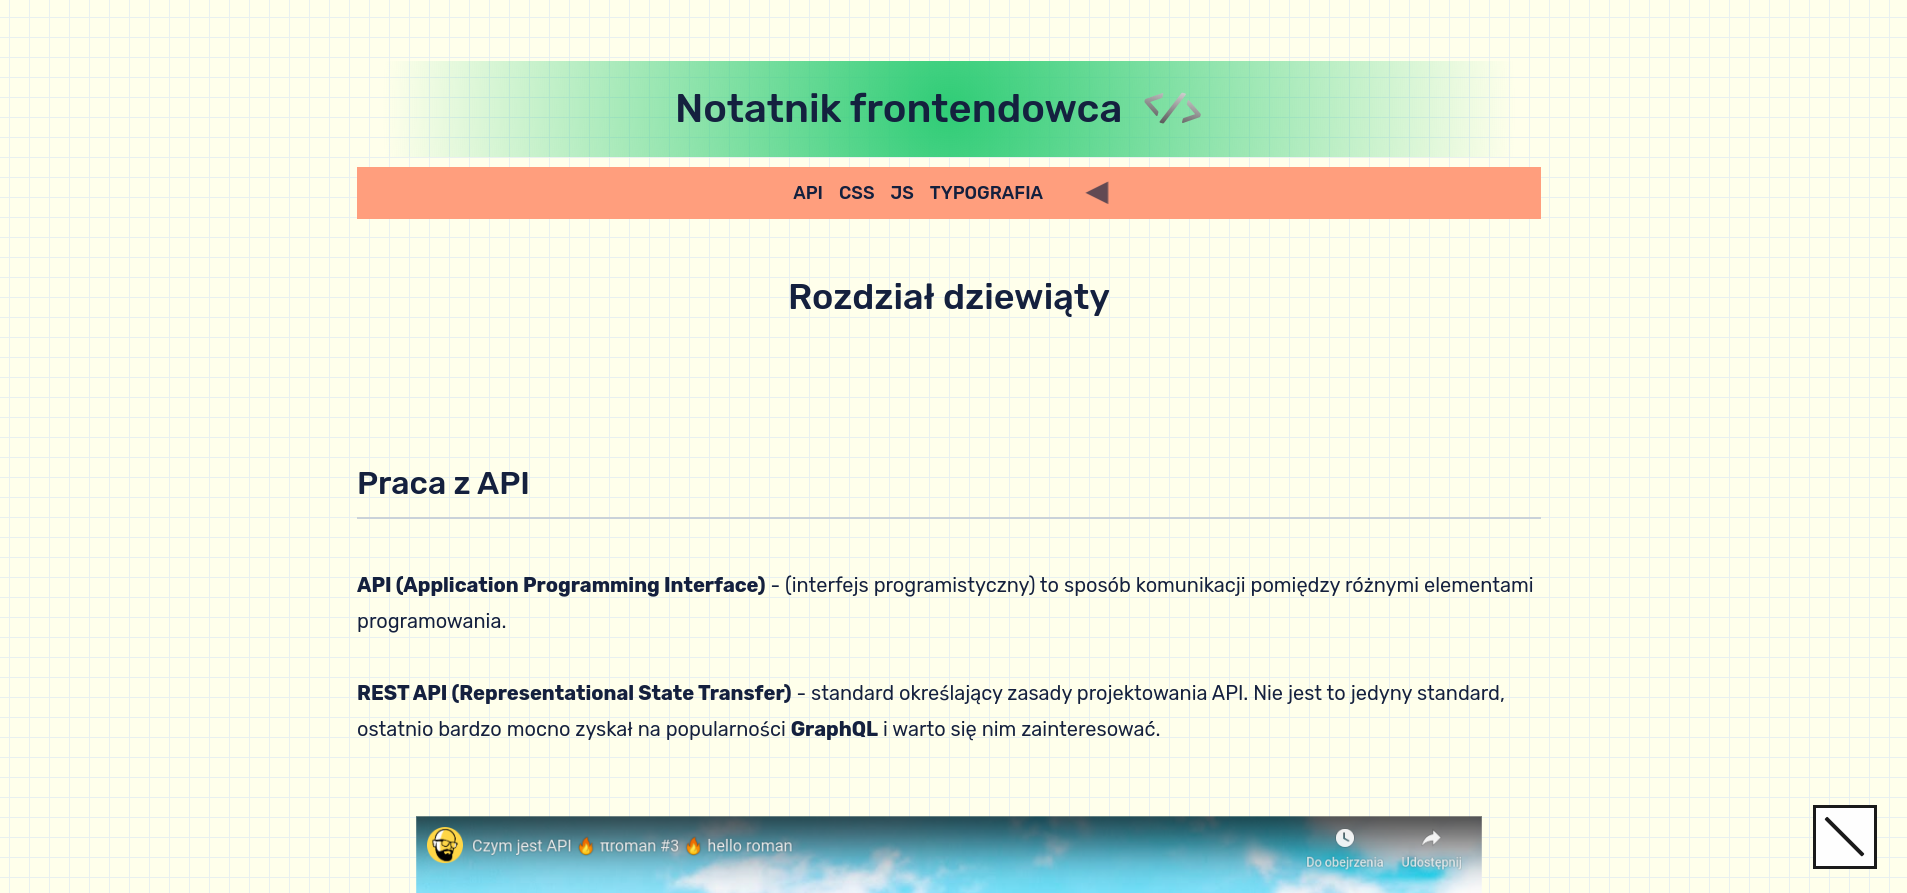 Notatnik frontendowca </>
API CSS JS TYPOGRAFIA
Rozdział dziewiąty
Praca z API
API (Application Programming Interface) - (interfejs programistyczny) to sposób komunikacji pomiędzy różnymi elementami
programowania.
REST API (Representational State Transfer) - standard określający zasady projektowania API. Nie jest to jedyny standard,
ostatnio bardzo mocno zyskał na popularności GraphQL i warto się nim zainteresować.
Czym jest API 🔥 πroman #3 🔥 hello roman
Do obejrzenia Udostępnij